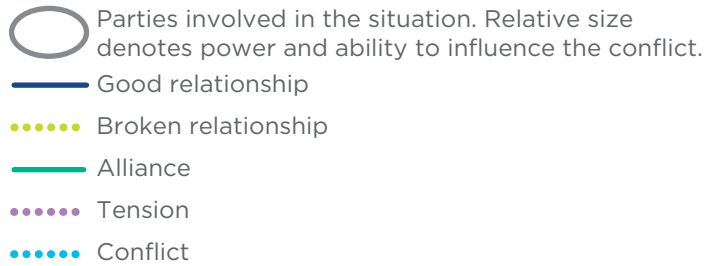 Parties involved in the situation. Relative size
denotes power and ability to influence the conflict.
Good relationship
Broken relationship
Alliance
Tension
Conflict